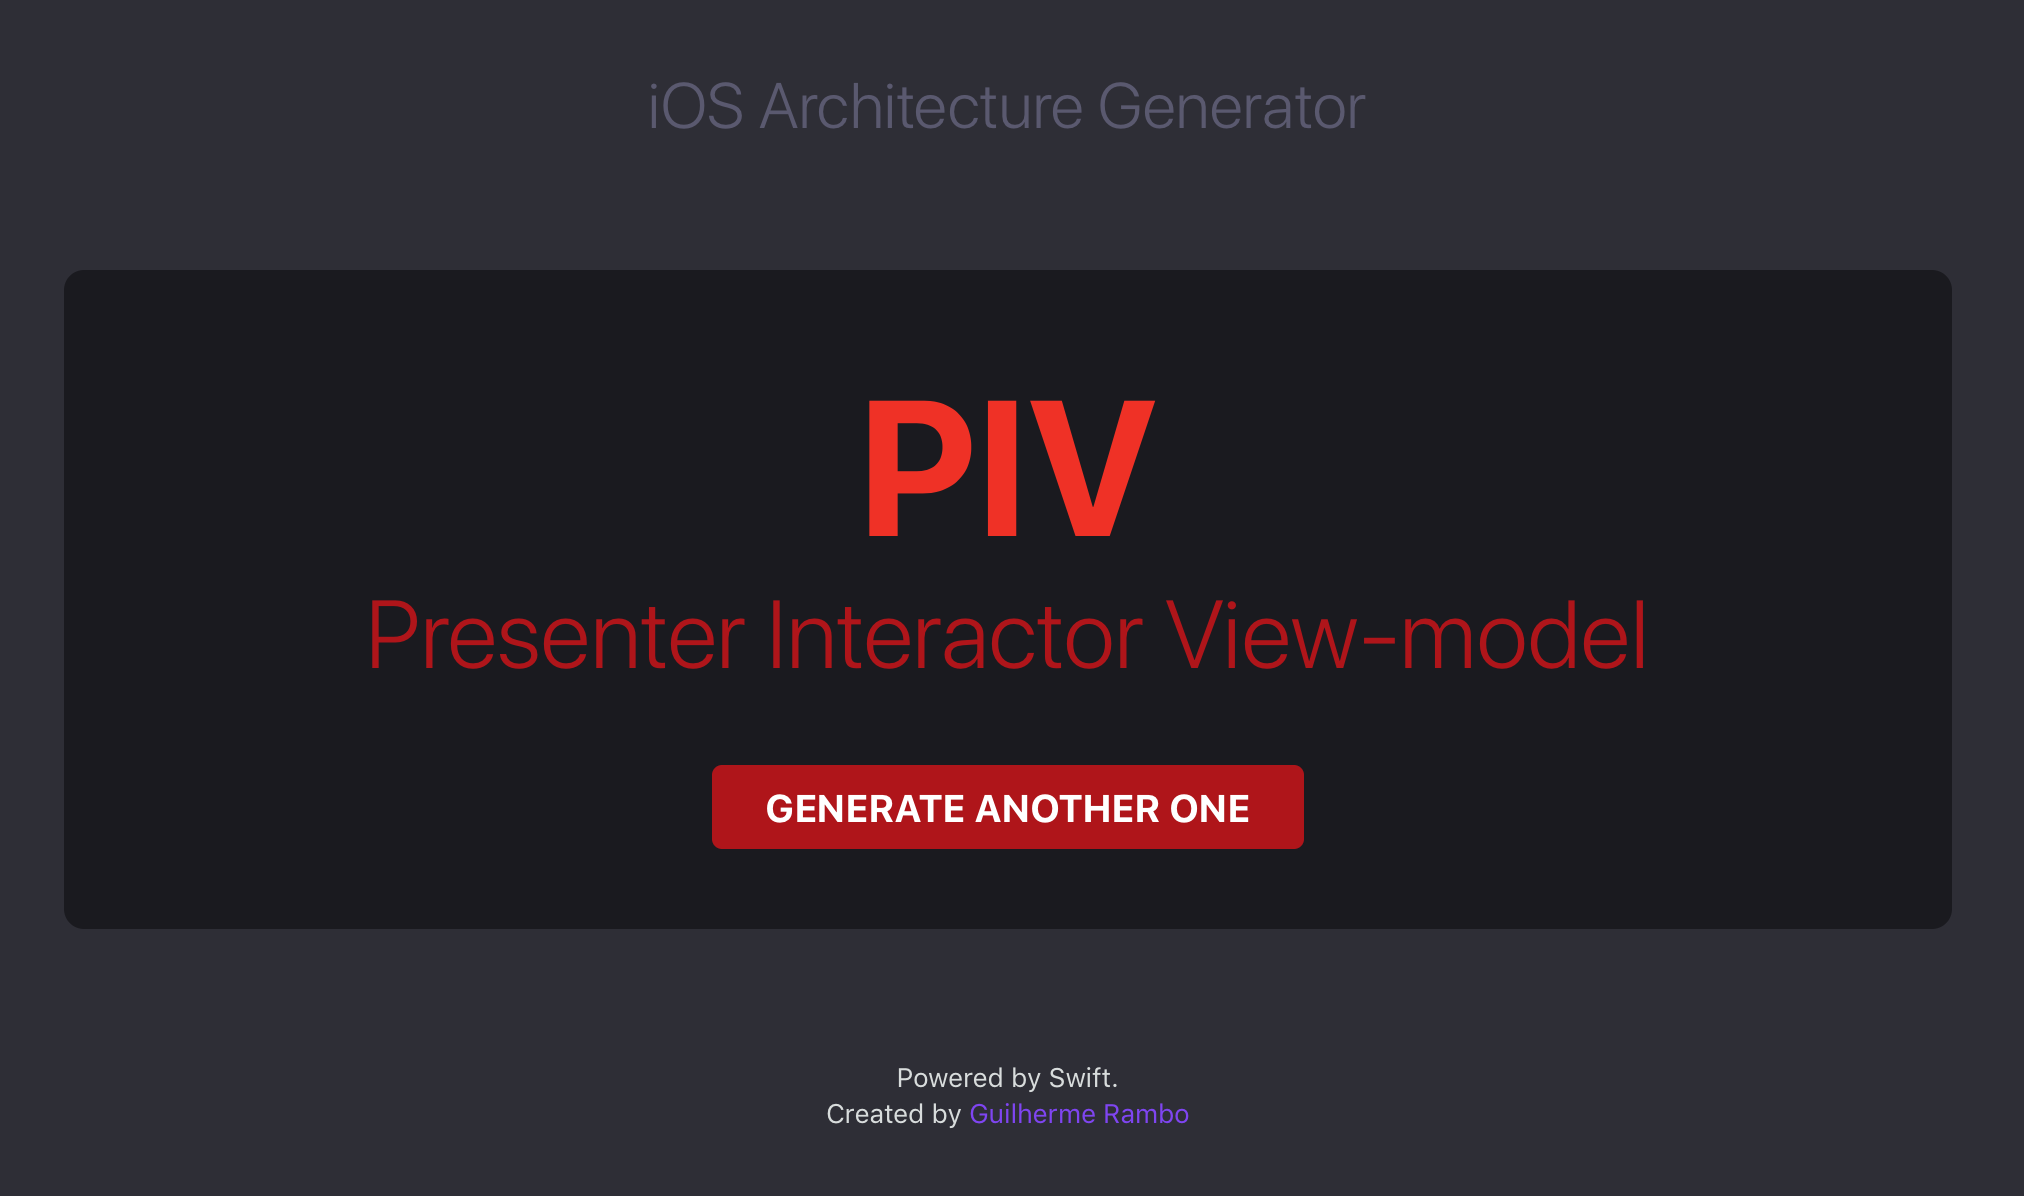 iOS Architecture Generator
PIV
Presenter Interactor View-model
GENERATE ANOTHER ONE
Powered by Swift.
Created by Guilherme Rambo